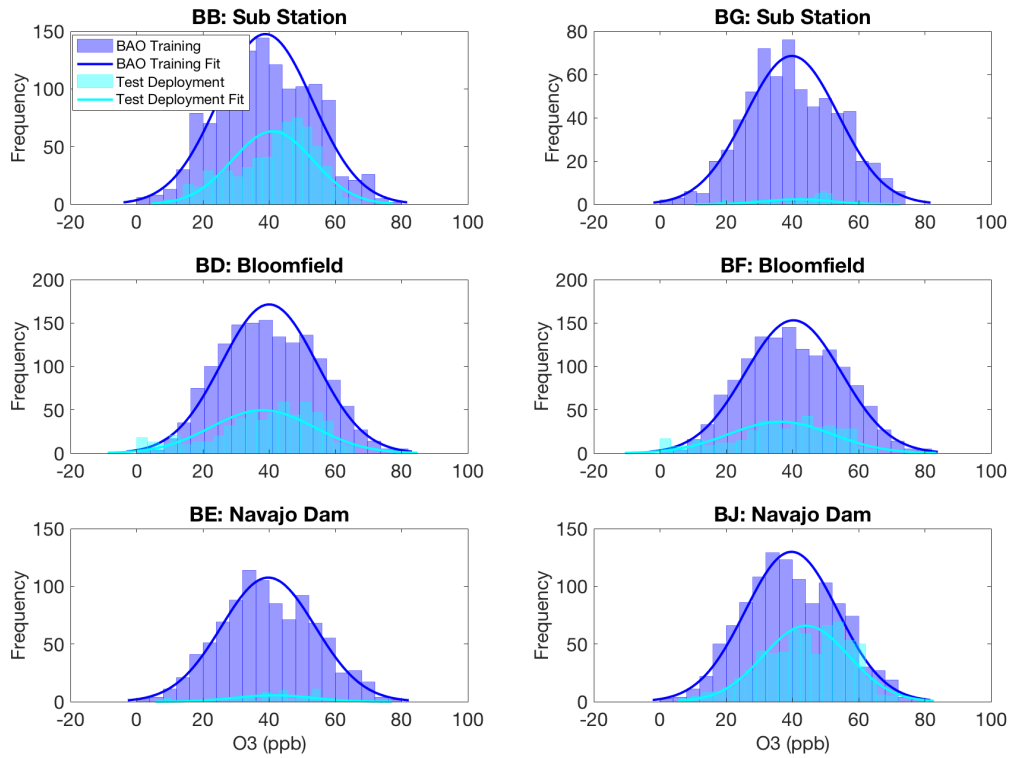 BB: Sub Station
BG: Sub Station
150
100
50
0
Frequency
BAO Training
BAO Training Fit
Test Deployment
Test Deployment Fit
-20 0 20 40 60 80 100
80
60
40
20
0
Frequency
-20 0 20 40 60 80 100
BD: Bloomfield
BF: Bloomfield
200
150
100
50
0
Frequency
-20 0 20 40 60 80 100
200
150
100
50
0
Frequency
-20 0 20 40 60 80 100
BE: Navajo Dam
BJ: Navajo Dam
150
100
50
0
Frequency
-20 0 20 40 60 80 100
O3 (ppb)
150
100
50
0
Frequency
-20 0 20 40 60 80 100
O3 (ppb)